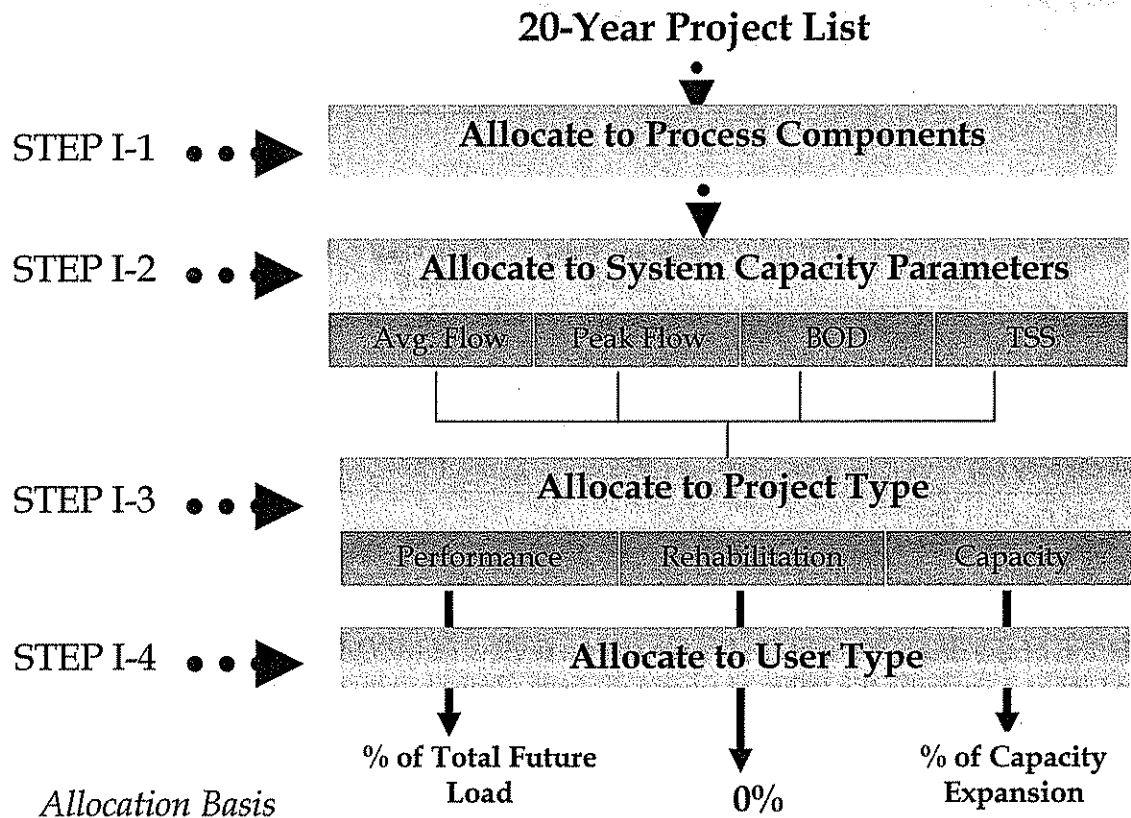 20-Year Project List
STEP I-1
Allocate to Process Components
STEP I-2
Allocate to System Capacity Parameters
Avg. Flow
Peak Flow
BOD
TSS
STEP I-3
Allocate to Project Type
Performance
Rehabilitation
Capacity
STEP I-4
Allocate to User Type
% of Total Future
Load
0%
% of Capacity
Expansion
Allocation Basis